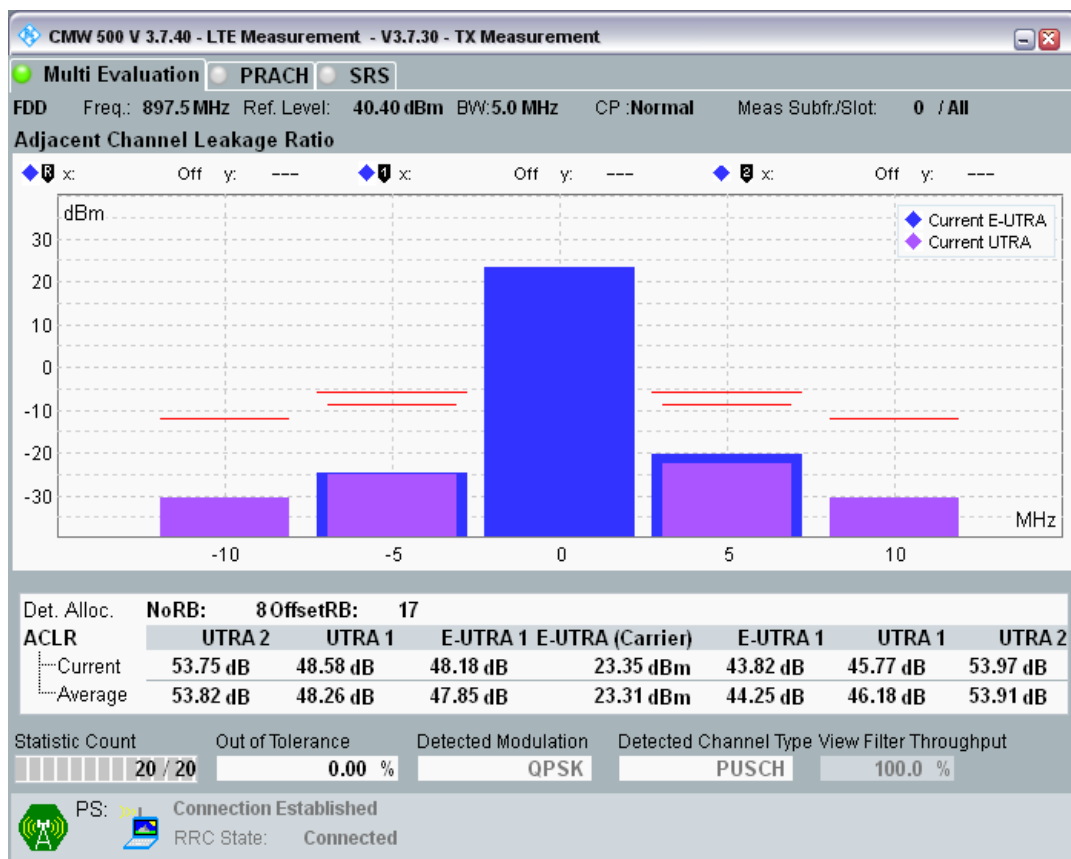 CMW 500 V 3.7.40 - LTE Measurement - V3.7.30 - TX Measurement
Multi Evaluation PRACH SRS
FDD Freq.: 897.5 MHz Ref. Level: 40.40 dBm BW:5.0 MHz CP :Normal Meas Subfr./Slot: 0 / All
Adjacent Channel Leakage Ratio
R x: Off y: --- 1 x: Off y: --- 2 x: Off y: ---
dBm
Current E-UTRA
Current UTRA
30
20
10
0
-10
-20
-30
MHz
-10 -5 0 5 10
Det. Alloc. NoRB: 8 OffsetRB: 17
ACLR UTRA 2 UTRA 1 E-UTRA 1 E-UTRA (Carrier) E-UTRA 1 UTRA 1 UTRA 2
Current 53.75 dB 48.58 dB 48.18 dB 23.35 dBm 43.82 dB 45.77 dB 53.97 dB
Average 53.82 dB 48.26 dB 47.85 dB 23.31 dBm 44.25 dB 46.18 dB 53.91 dB
Statistic Count Out of Tolerance Detected Modulation Detected Channel Type View Filter Throughput
20 / 20 0.00 % QPSK PUSCH 100.0 %
PS: Connection Established
RRC State: Connected